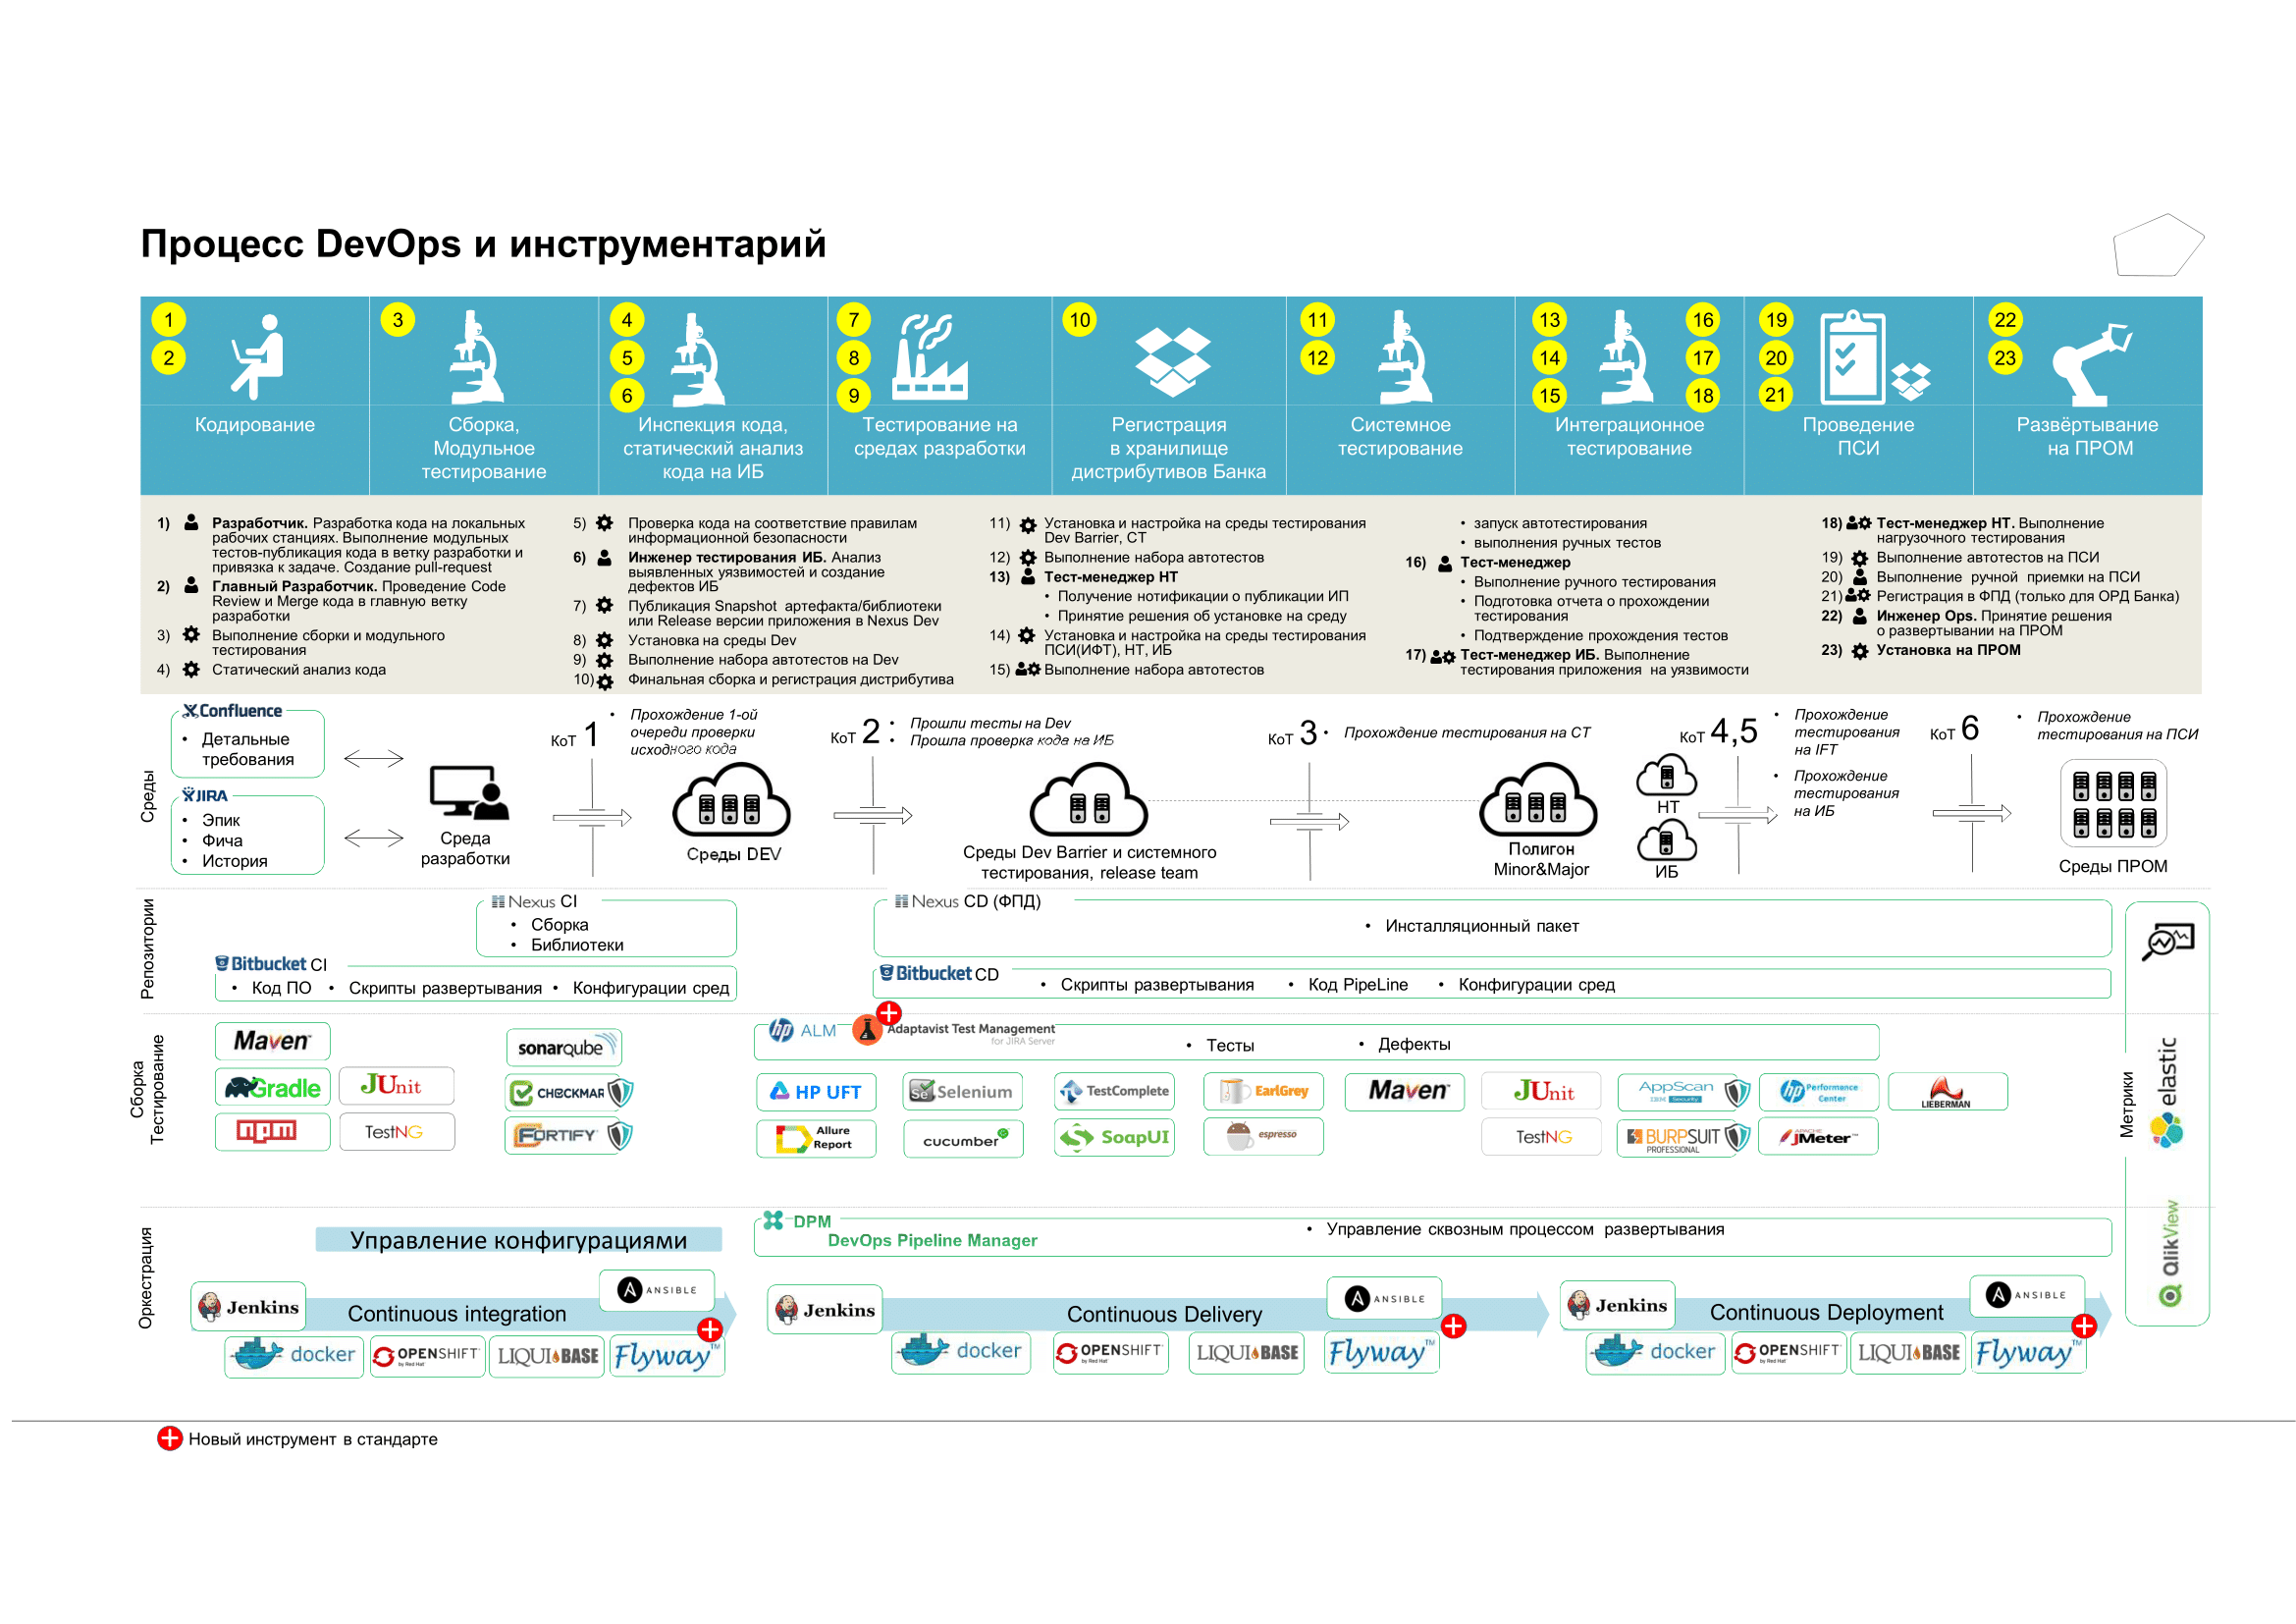 Процесс DevOps и инструментарий
1
2
3
4
5
6
7
8
9
10
11
12
13
14
15
16
17
18
19
20
21
22
23
Кодирование
Сборка,
Модульное
тестирование
Инспекция кода,
статический анализ
кода на ИБ
Тестирование на
средах разработки
Регистрация
в хранилище
дистрибутивов Банка
Системное
тестирование
Интеграционное
тестирование
Проведение
ПСИ
Развёртывание
на ПРОМ
1) Разработчик. Разработка кода на локальных
рабочих станциях. Выполнение модульных
тестов-публикация кода в ветку разработки и
привязка к задаче. Создание pull-request
2) Главный Разработчик. Проведение Code
Review и Merge кода в главную ветку
разработки
3) Выполнение сборки и модульного
тестирования
4) Статический анализ кода
5) Проверка кода на соответствие правилам
информационной безопасности
6) Инженер тестирования ИБ. Анализ
выявленных уязвимостей и создание
дефектов ИБ
7) Публикация Snapshot артефакта/библиотеки
или Release версии приложения в Nexus Dev
8) Установка на среды Dev
9) Выполнение набора автотестов на Dev
10) Финальная сборка и регистрация дистрибутива
11) Установка и настройка на среды тестирования
Dev Barrier, СТ
12) Выполнение набора автотестов
13) Тест-менеджер НТ
• Получение нотификации о публикации ИП
• Принятие решения об установке на среду
14) Установка и настройка на среды тестирования
ПСИ(ИФТ), НТ, ИБ
15) Выполнение набора автотестов
• запуск автотестирования
• выполнения ручных тестов
16) Тест-менеджер
• Выполнение ручного тестирования
• Подготовка отчета о прохождении
тестирования
• Подтверждение прохождения тестов
17) Тест-менеджер ИБ. Выполнение
тестирования приложения на уязвимости
18) Тест-менеджер НТ. Выполнение
нагрузочного тестирования
19) Выполнение автотестов на ПСИ
20) Выполнение ручной приемки на ПСИ
21) Регистрация в ФПД (только для ОРД Банка)
22) Инженер Ops. Принятие решения
о развертывании на ПРОМ
23) Установка на ПРОМ
Среды
Confluence
• Детальные
требования
JIRA
• Эпик
• Фича
• История
Среда
разработки
КоТ 1
• Прохождение 1-ой
очереди проверки
исходного кода
Среды DEV
КоТ 2
• Прошли тесты на Dev
• Прошла проверка кода на ИБ
Среды Dev Barrier и системного
тестирования, release team
КоТ 3
• Прохождение тестирования на СТ
Полигон
Minor&Major
НТ
ИБ
КоТ 4,5
• Прохождение
тестирования
на IFT
• Прохождение
тестирования
на ИБ
КоТ 6
• Прохождение
тестирования на ПСИ
Среды ПРОМ
Репозитории
Nexus CI
• Сборка
• Библиотеки
Bitbucket CI
• Код ПО • Скрипты развертывания • Конфигурации сред
Nexus CD (ФПД)
• Инсталляционный пакет
Bitbucket CD
• Скрипты развертывания • Код PipeLine • Конфигурации сред
Сборка
Тестирование
Maven™
Gradle
npm
JUnit
TestNG
sonarqube
CHECKMAR
FORTIFY
hp ALM
Adaptavist Test Management
for JIRA Server
• Тесты • Дефекты
HP UFT
Selenium
TestComplete
EarlGrey
Maven™
JUnit
AppScan
IBM Security
hp Performance
Center
LIEBERMAN
Allure
Report
cucumber
SoapUI
espresso
TestNG
BURPSUIT
PROFESSIONAL
APACHE
JMeter™
Метрики
elastic
QlikView
Оркестрация
Управление конфигурациями
DPM
DevOps Pipeline Manager
• Управление сквозным процессом развертывания
Jenkins
Continuous integration
ANSIBLE
docker
OPENSHIFT
by Red Hat
LIQUIBASE
Flyway™
Jenkins
Continuous Delivery
ANSIBLE
docker
OPENSHIFT
by Red Hat
LIQUIBASE
Flyway™
Jenkins
Continuous Deployment
ANSIBLE
docker
OPENSHIFT
by Red Hat
LIQUIBASE
Flyway™
Новый инструмент в стандарте